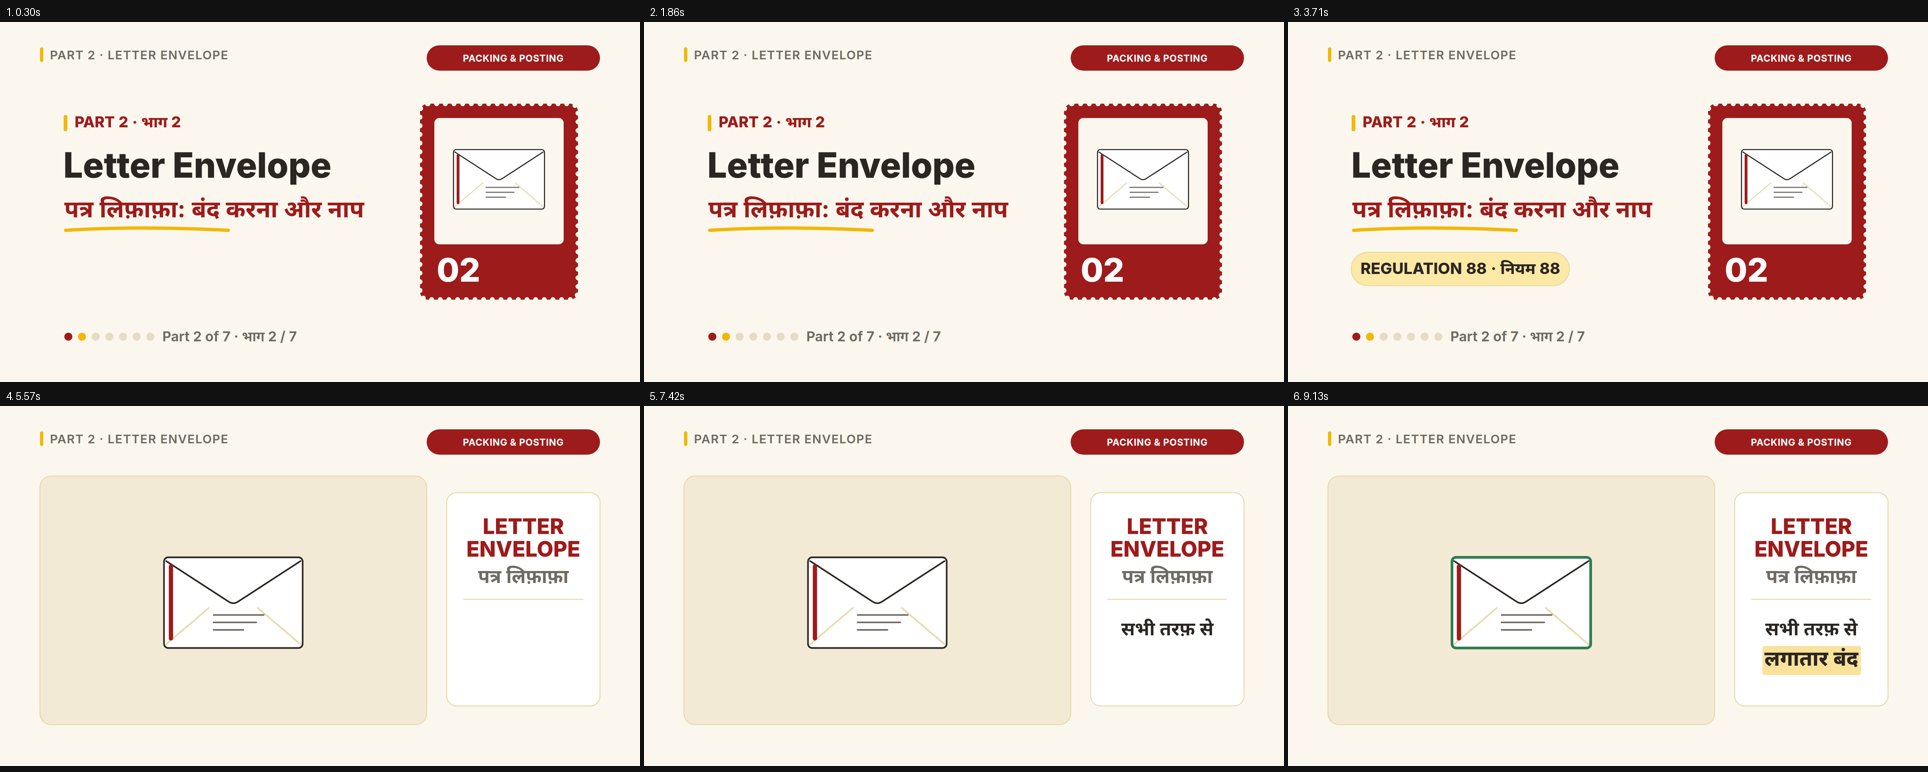 1. 0.30s
PART 2 · LETTER ENVELOPE
PACKING & POSTING
PART 2 · भाग 2
Letter Envelope
पत्र लिफ़ाफ़ा: बंद करना और नाप
02
Part 2 of 7 · भाग 2 / 7
2. 1.86s
PART 2 · LETTER ENVELOPE
PACKING & POSTING
PART 2 · भाग 2
Letter Envelope
पत्र लिफ़ाफ़ा: बंद करना और नाप
02
Part 2 of 7 · भाग 2 / 7
3. 3.71s
PART 2 · LETTER ENVELOPE
PACKING & POSTING
PART 2 · भाग 2
Letter Envelope
पत्र लिफ़ाफ़ा: बंद करना और नाप
REGULATION 88 · नियम 88
02
Part 2 of 7 · भाग 2 / 7
4. 5.57s
PART 2 · LETTER ENVELOPE
PACKING & POSTING
LETTER
ENVELOPE
पत्र लिफ़ाफ़ा
5. 7.42s
PART 2 · LETTER ENVELOPE
PACKING & POSTING
LETTER
ENVELOPE
पत्र लिफ़ाफ़ा
सभी तरफ़ से
6. 9.13s
PART 2 · LETTER ENVELOPE
PACKING & POSTING
LETTER
ENVELOPE
पत्र लिफ़ाफ़ा
सभी तरफ़ से
लगातार बंद